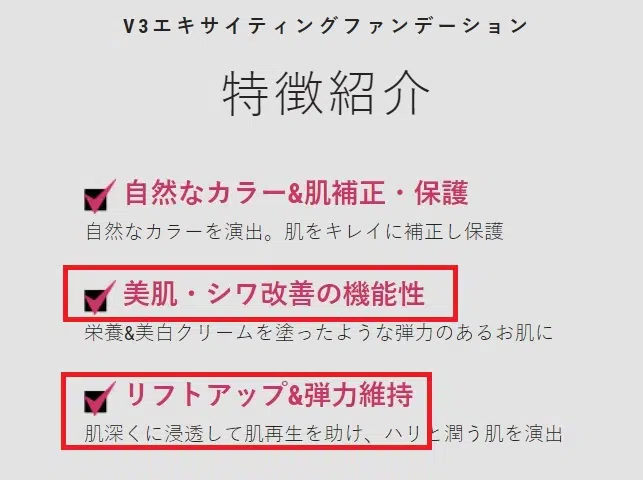 V3エキサイティングファンデーション
特徴紹介
自然なカラー&肌補正・保護
自然なカラーを演出。肌をキレイに補正し保護
美肌・シワ改善の機能性
栄養&美白クリームを塗ったような弾力のあるお肌に
リフトアップ&弾力維持
肌深くに浸透して肌再生を助け、ハリと潤う肌を演出